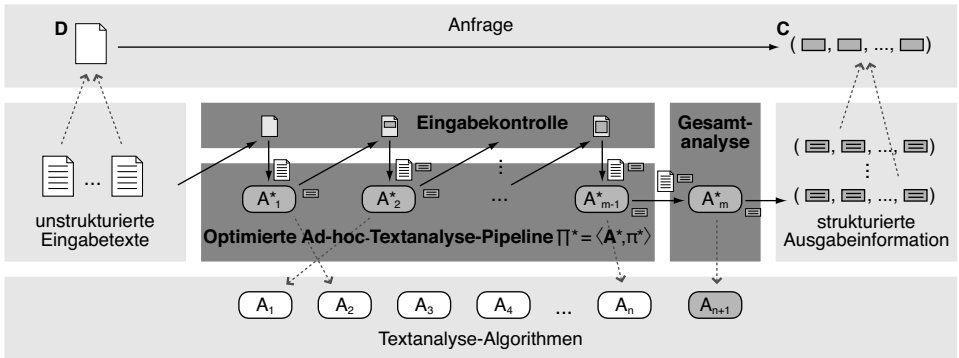 D
Anfrage
C
( , , ..., )
Eingabekontrolle
Gesamt-
analyse
( , , ..., )
...
⋮
⋮
A*1
A*2
...
A*m-1
A*m
( , , ..., )
unstrukturierte
Eingabetexte
Optimierte Ad-hoc-Textanalyse-Pipeline ∏* = ⟨A*,π*⟩
strukturierte
Ausgabeinformation
A1
A2
A3
A4
...
An
An+1
Textanalyse-Algorithmen